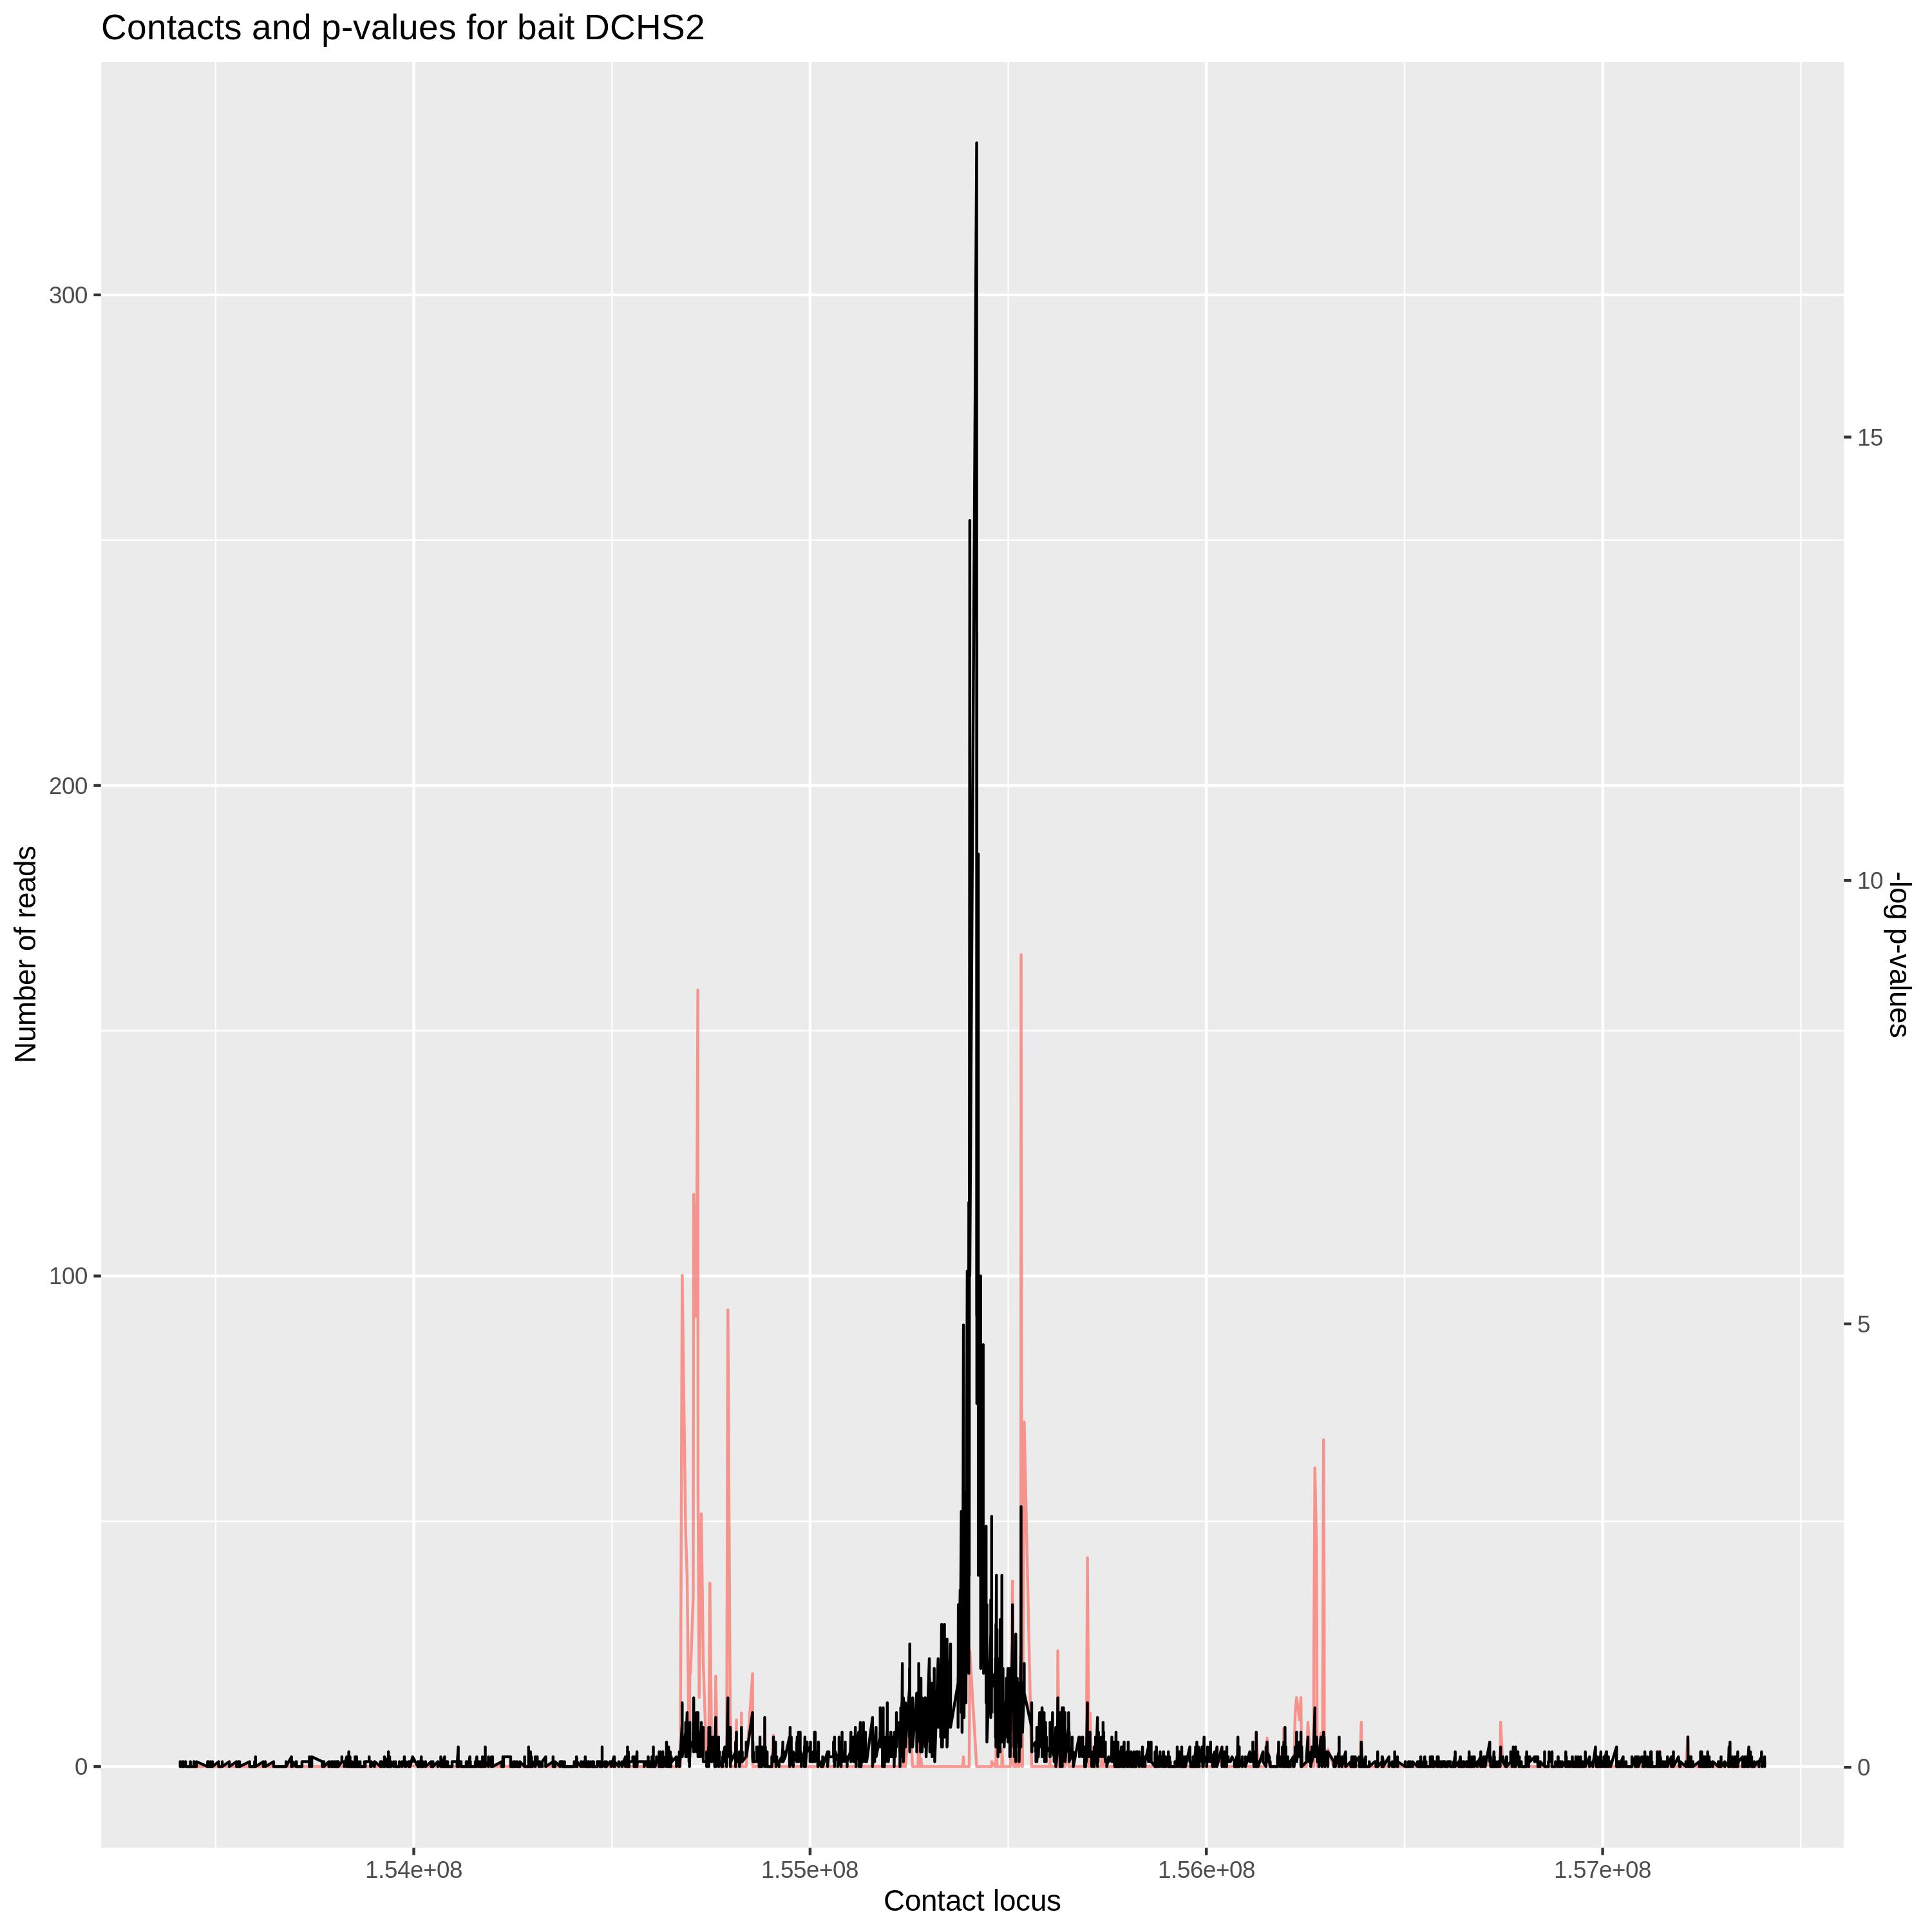 Contacts and p-values for bait DCHS2
Number of reads
300
200
100
0
15
10
5
0
-log p-values
1.54e+08 1.55e+08 1.56e+08 1.57e+08
Contact locus